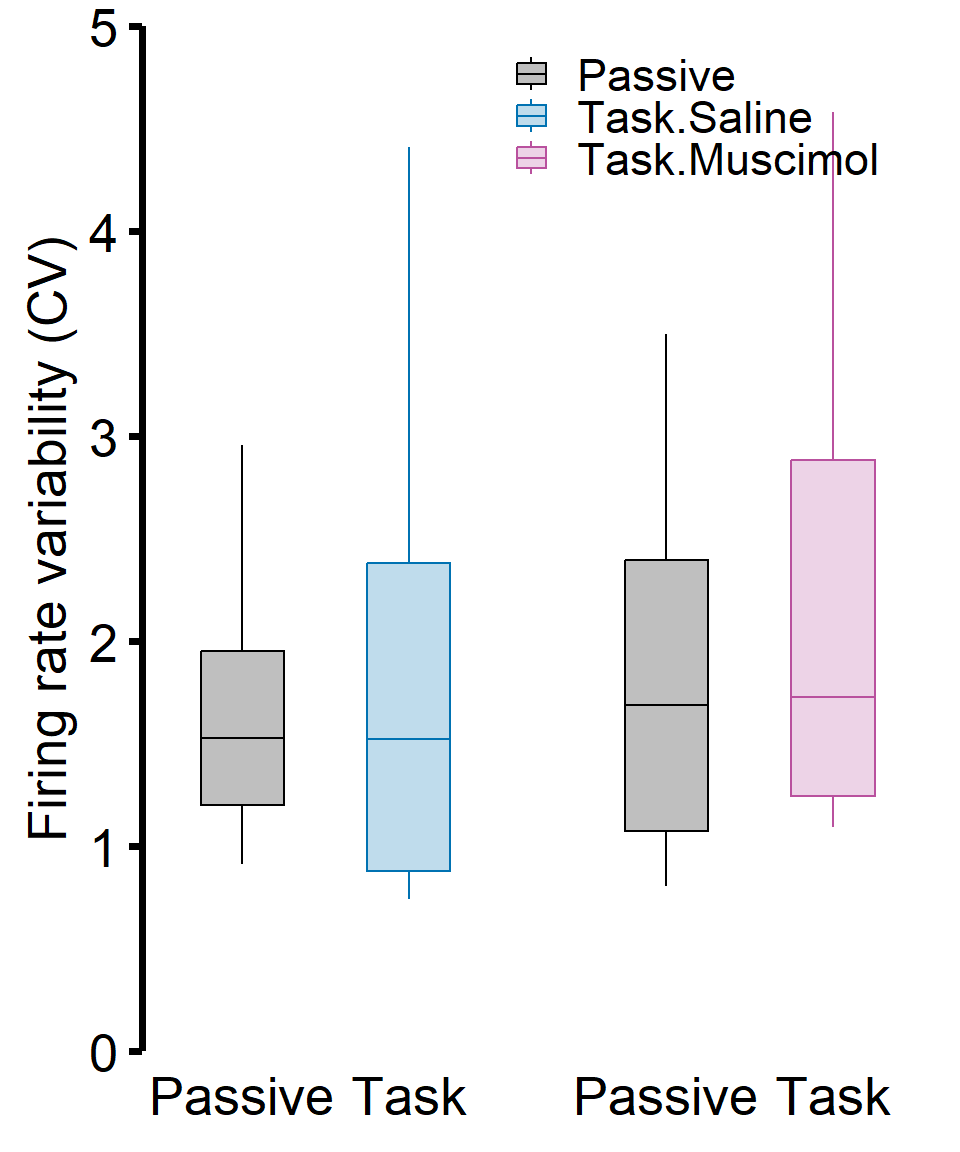 5
4
3
2
1
0
Firing rate variability (CV)
Passive
Task.Saline
Task.Muscimol
Passive Task
Passive Task